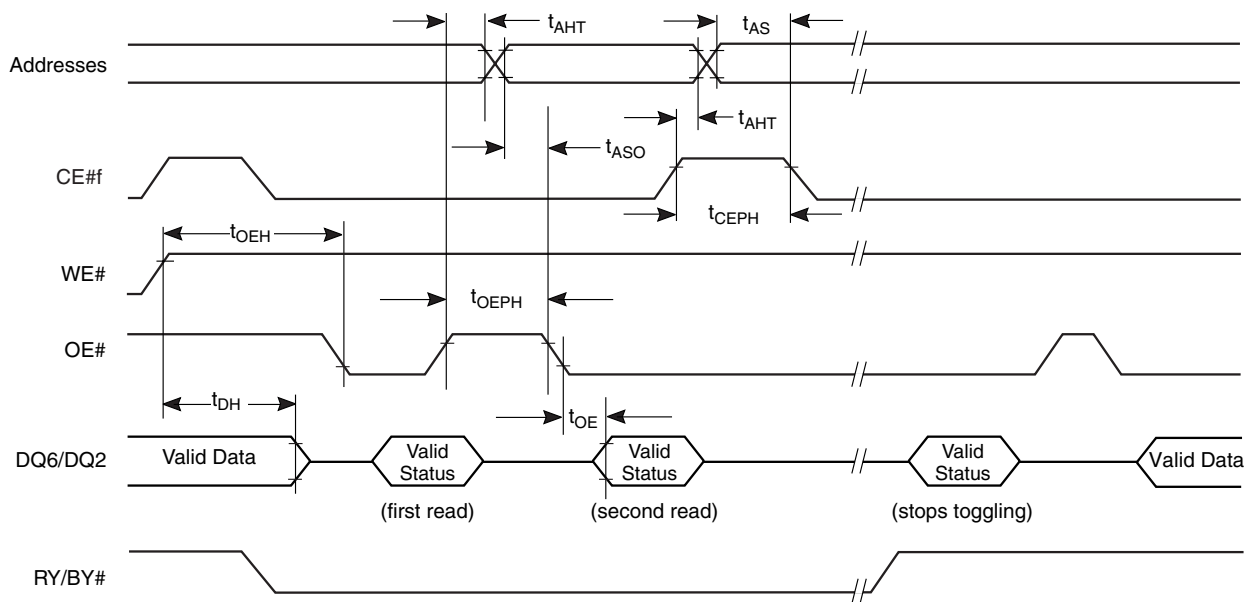 tAHT
tAS
Addresses
tAHT
tASO
CE#f
tCEPH
tOEH
WE#
tOEPH
OE#
tDH
tOE
DQ6/DQ2
Valid Data
Valid
Status
Valid
Status
Valid
Status
Valid Data
(first read)
(second read)
(stops toggling)
RY/BY#